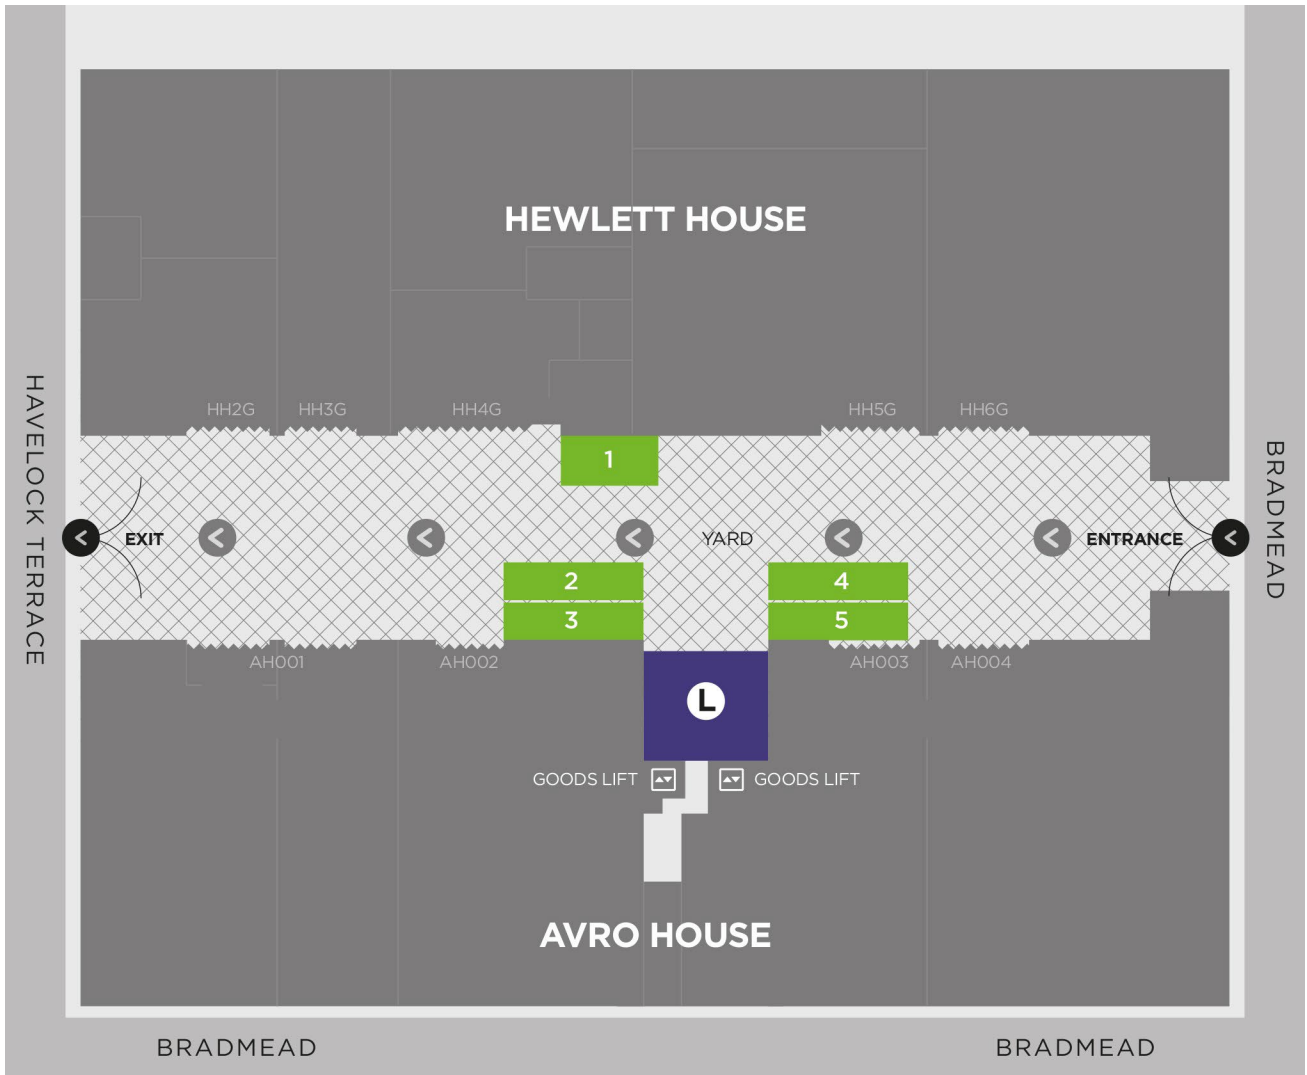 HEWLETT HOUSE
HH2G
HH3G
HH4G
HH5G
HH6G
1
HAVELOCK TERRACE
EXIT
YARD
ENTRANCE
BRADMEAD
2
4
3
5
AH001
AH002
AH003
AH004
L
GOODS LIFT
GOODS LIFT
AVRO HOUSE
BRADMEAD
BRADMEAD